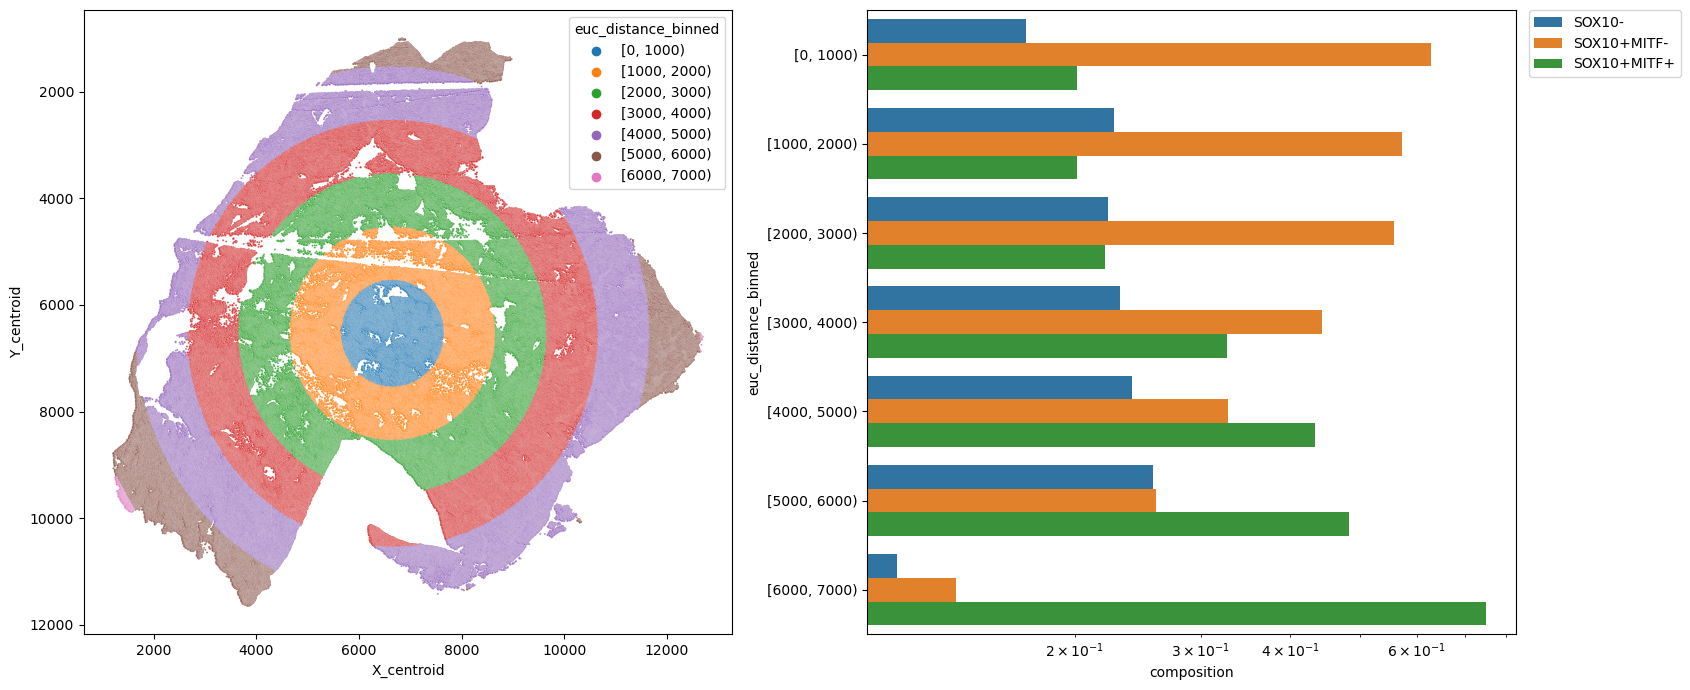 euc_distance_binned
[0, 1000)
[1000, 2000)
[2000, 3000)
[3000, 4000)
[4000, 5000)
[5000, 6000)
[6000, 7000)
2000
4000
6000
8000
10000
12000
Y_centroid
2000
4000
6000
8000
10000
12000
X_centroid
SOX10-
SOX10+MITF-
SOX10+MITF+
[0, 1000)
[1000, 2000)
[2000, 3000)
[3000, 4000)
[4000, 5000)
[5000, 6000)
[6000, 7000)
euc_distance_binned
2 × 10⁻¹
3 × 10⁻¹
4 × 10⁻¹
6 × 10⁻¹
composition